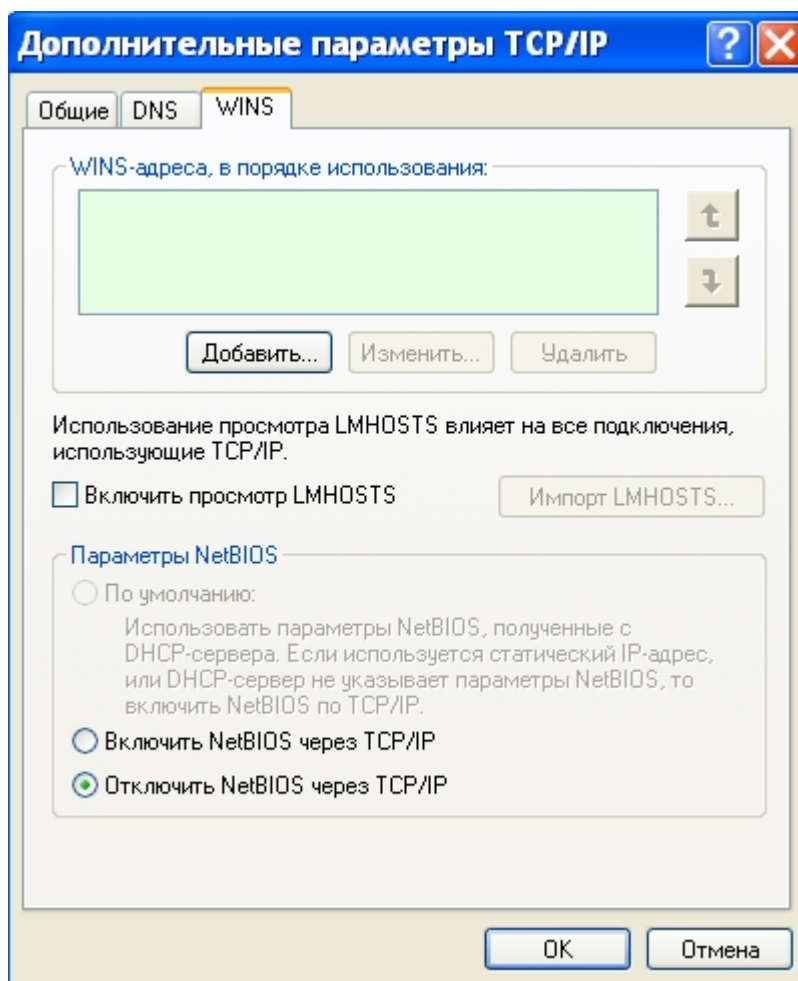 Дополнительные параметры TCP/IP
Общие
DNS
WINS
WINS-адреса, в порядке использования:
Добавить...
Изменить...
Удалить
Использование просмотра LMHOSTS влияет на все подключения,
использующие TCP/IP.
Включить просмотр LMHOSTS
Импорт LMHOSTS...
Параметры NetBIOS
По умолчанию:
Использовать параметры NetBIOS, полученные с
DHCP-сервера. Если используется статический IP-адрес,
или DHCP-сервер не указывает параметры NetBIOS, то
включить NetBIOS по TCP/IP.
Включить NetBIOS через TCP/IP
Отключить NetBIOS через TCP/IP
OK
Отмена